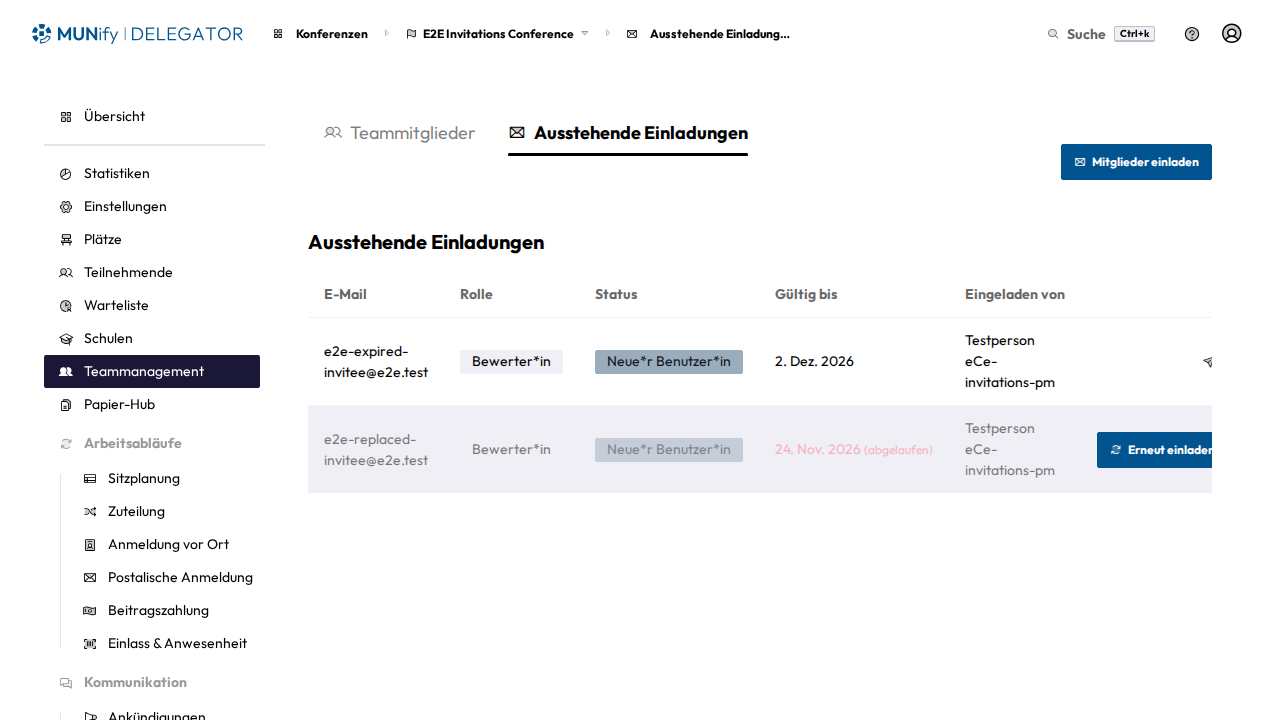 MUNify | DELEGATOR
Konferenzen
E2E Invitations Conference
Ausstehende Einladung...
Suche
Ctrl+k
Übersicht
Statistiken
Einstellungen
Plätze
Teilnehmende
Warteliste
Schulen
Teammanagement
Papier-Hub
Arbeitsabläufe
Sitzplanung
Zuteilung
Anmeldung vor Ort
Postalische Anmeldung
Beitragszahlung
Einlass & Anwesenheit
Kommunikation
Ankündigungen
Teammitglieder
Ausstehende Einladungen
Mitglieder einladen
Ausstehende Einladungen
E-Mail Rolle Status Gültig bis Eingeladen von
e2e-expired-
invitee@e2e.test
Bewerter*in
Neue*r Benutzer*in
2. Dez. 2026
Testperson
eCe-
invitations-pm
e2e-replaced-
invitee@e2e.test
Bewerter*in
Neue*r Benutzer*in
24. Nov. 2026 (abgelaufen)
Testperson
eCe-
invitations-pm
Erneut einladen